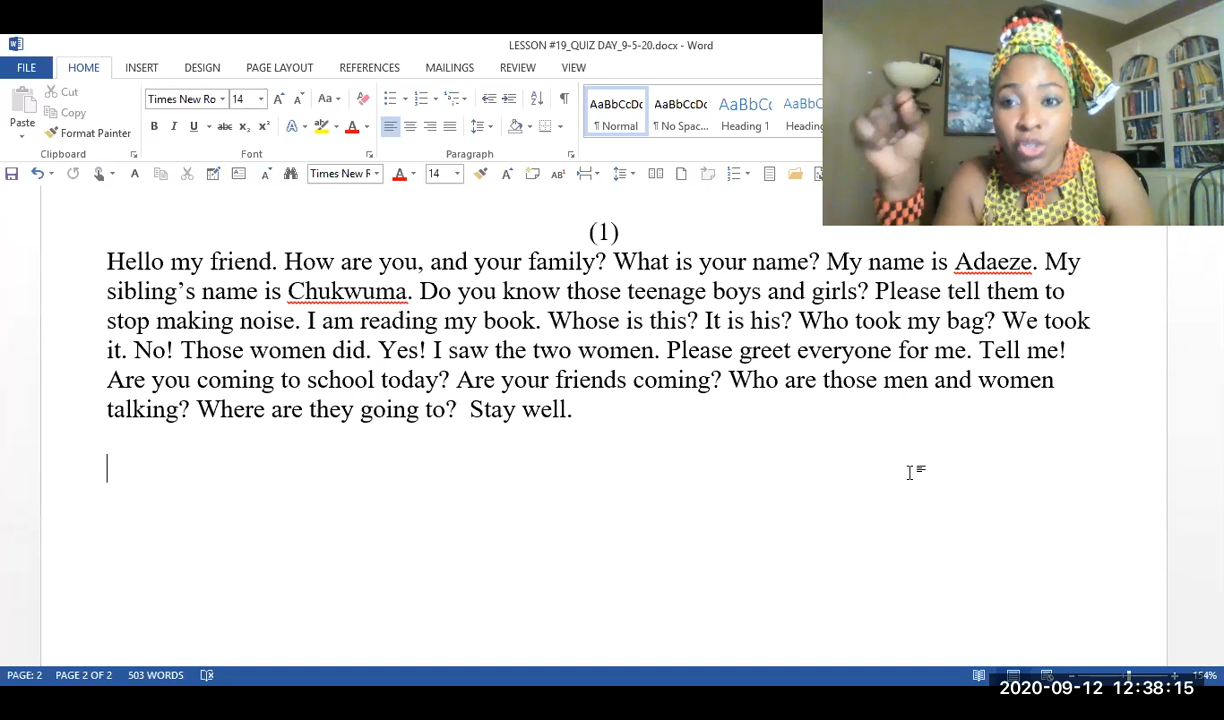 LESSON #19_QUIZ DAY_9-5-20.docx - Word
FILE HOME INSERT DESIGN PAGE LAYOUT REFERENCES MAILINGS REVIEW VIEW
Cut
Copy
Format Painter
Paste
Times New Ro 14
AaBbCcDc AaBbCcDc AaBbCc AaBbCc
¶ Normal ¶ No Spac... Heading 1 Heading
Clipboard Font Paragraph
Times New R 14
(1)
Hello my friend. How are you, and your family? What is your name? My name is Adaeze. My
sibling’s name is Chukwuma. Do you know those teenage boys and girls? Please tell them to
stop making noise. I am reading my book. Whose is this? It is his? Who took my bag? We took
it. No! Those women did. Yes! I saw the two women. Please greet everyone for me. Tell me!
Are you coming to school today? Are your friends coming? Who are those men and women
talking? Where are they going to?  Stay well.
PAGE: 2 PAGE 2 OF 2 503 WORDS 154%
2020-09-12 12:38:15